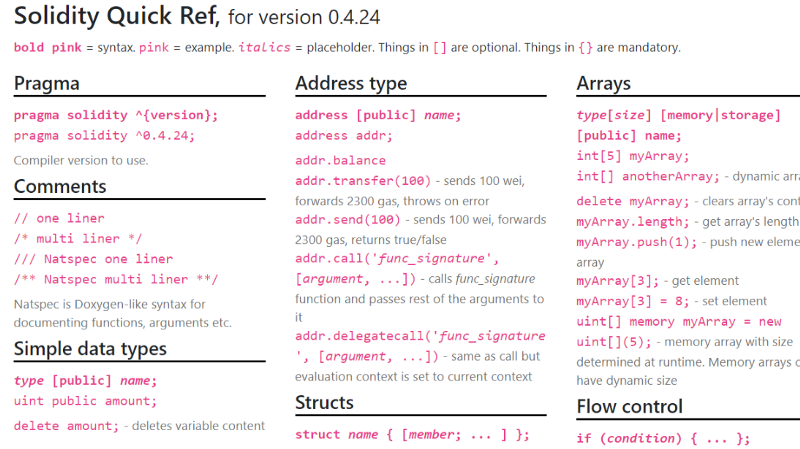 Solidity Quick Ref, for version 0.4.24
bold pink = syntax. pink = example. italics = placeholder. Things in [] are optional. Things in {} are mandatory.
Pragma
pragma solidity ^{version};
pragma solidity ^0.4.24;
Compiler version to use.
Comments
// one liner
/* multi liner */
/// Natspec one liner
/** Natspec multi liner **/
Natspec is Doxygen-like syntax for
documenting functions, arguments etc.
Simple data types
type [public] name;
uint public amount;
delete amount; - deletes variable content
Address type
address [public] name;
address addr;
addr.balance
addr.transfer(100) - sends 100 wei,
forwards 2300 gas, throws on error
addr.send(100) - sends 100 wei, forwards
2300 gas, returns true/false
addr.call('func_signature',
[argument, ...]) - calls func_signature
function and passes rest of the arguments to
it
addr.delegatecall('func_signature
', [argument, ...]) - same as call but
evaluation context is set to current context
Structs
struct name { [member; ... ] };
Arrays
type[size] [memory|storage]
[public] name;
int[5] myArray;
int[] anotherArray; - dynamic arra
delete myArray; - clears array's cont
myArray.length; - get array's length
myArray.push(1); - push new eleme
array
myArray[3]; - get element
myArray[3] = 8; - set element
uint[] memory myArray = new
uint[](5); - memory array with size
determined at runtime. Memory arrays c
have dynamic size
Flow control
if (condition) { ... };